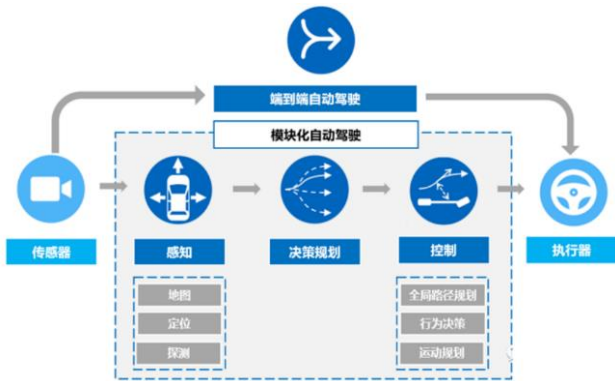 端到端自动驾驶
模块化自动驾驶
传感器
感知
决策规划
控制
执行器
地图
定位
探测
全局路径规划
行为决策
运动规划